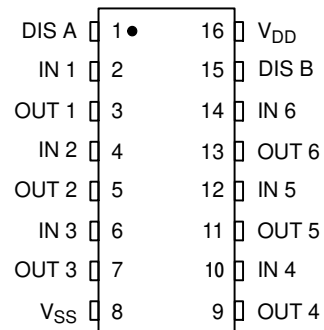 DIS A 1 16 VDD
IN 1 2 15 DIS B
OUT 1 3 14 IN 6
IN 2 4 13 OUT 6
OUT 2 5 12 IN 5
IN 3 6 11 OUT 5
OUT 3 7 10 IN 4
VSS 8 9 OUT 4